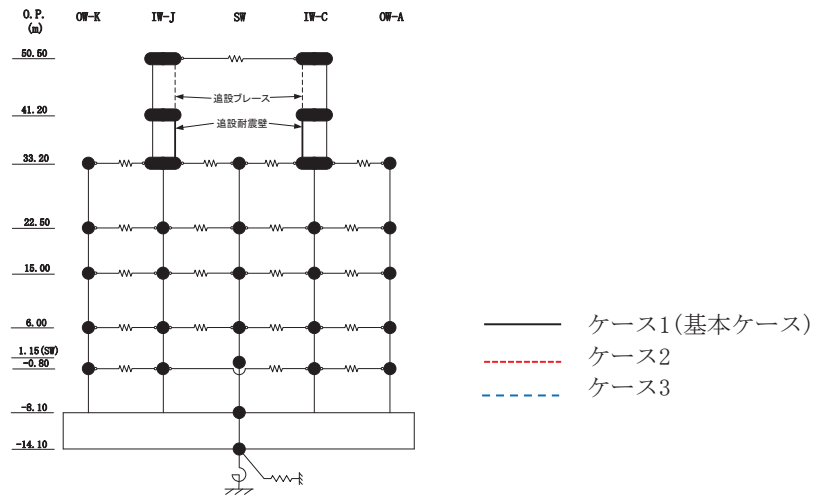 O.P.
(m)
OW-K IW-J SW IW-C OW-A
50.50
追設ブレース
41.20
追設耐震壁
33.20
22.50
15.00
6.00
1.15(SW)
-0.80
-8.10
-14.10
ケース1(基本ケース)
ケース2
ケース3